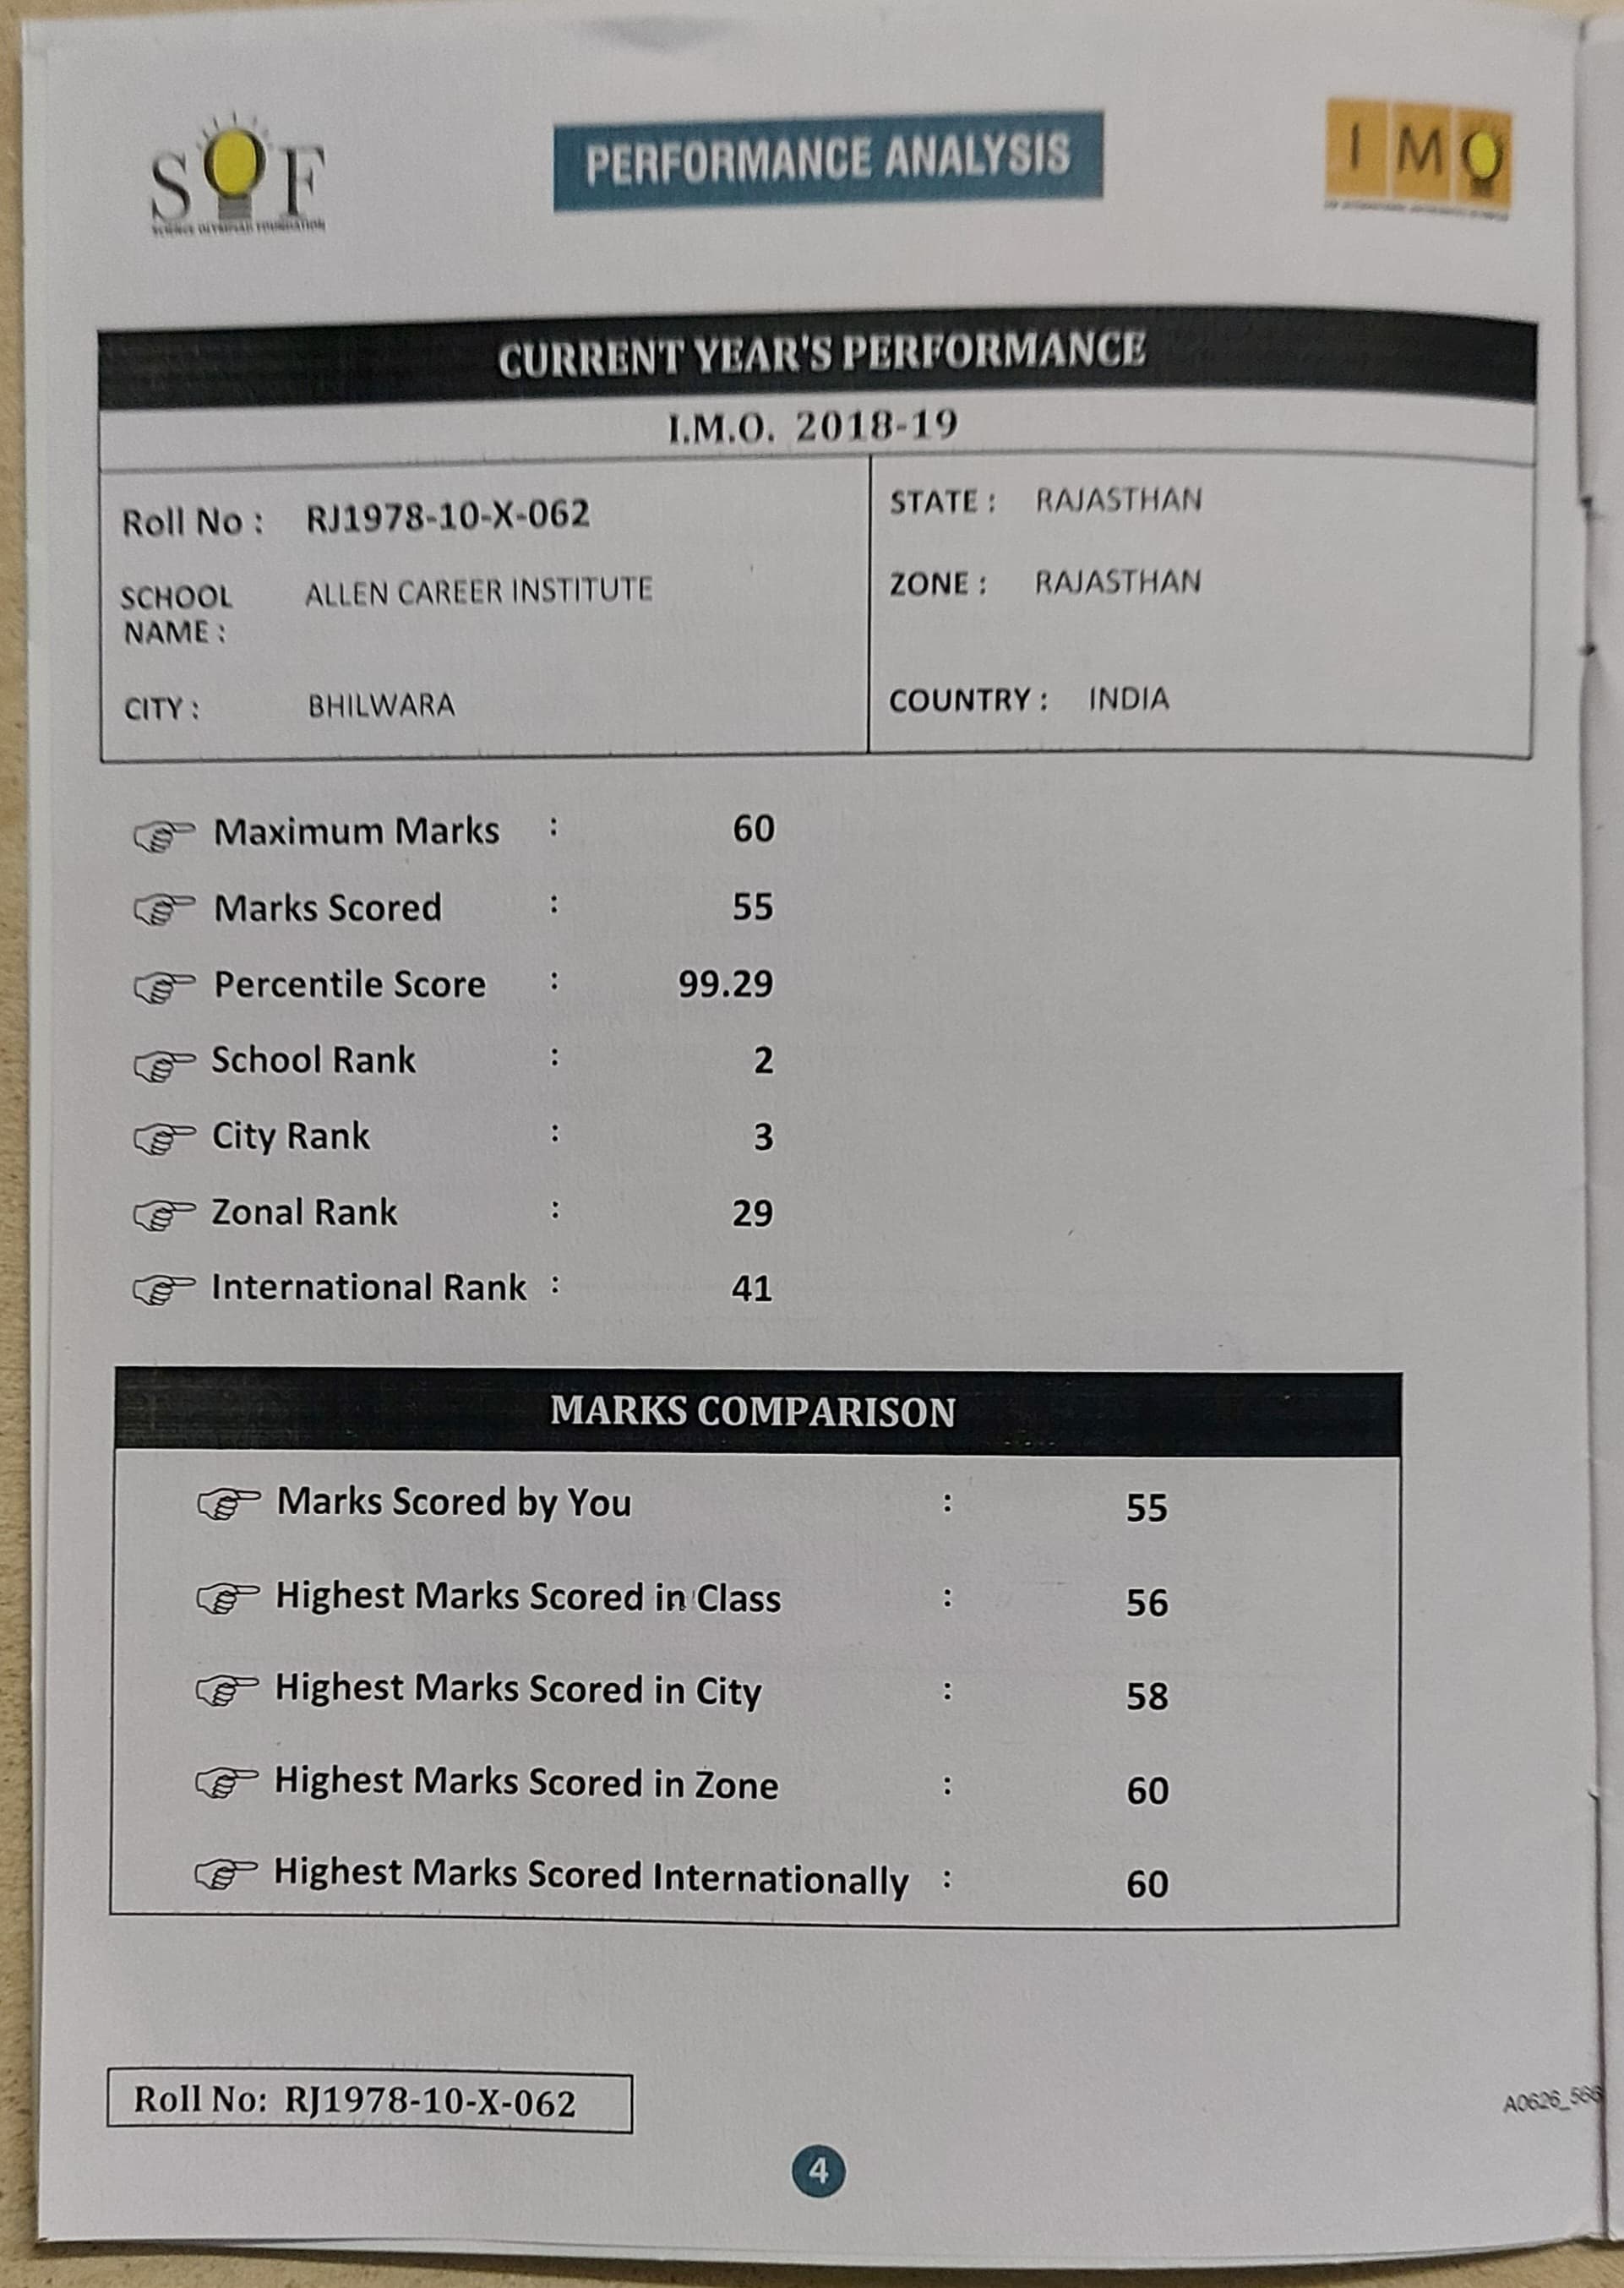 SOF
SCIENCE OLYMPIAD FOUNDATION
PERFORMANCE ANALYSIS
IMO
CURRENT YEAR'S PERFORMANCE
I.M.O. 2018-19
Roll No : RJ1978-10-X-062
STATE : RAJASTHAN
SCHOOL NAME : ALLEN CAREER INSTITUTE
ZONE : RAJASTHAN
CITY : BHILWARA
COUNTRY : INDIA
Maximum Marks : 60
Marks Scored : 55
Percentile Score : 99.29
School Rank : 2
City Rank : 3
Zonal Rank : 29
International Rank : 41
MARKS COMPARISON
Marks Scored by You : 55
Highest Marks Scored in Class : 56
Highest Marks Scored in City : 58
Highest Marks Scored in Zone : 60
Highest Marks Scored Internationally : 60
Roll No: RJ1978-10-X-062
A0626_566
4